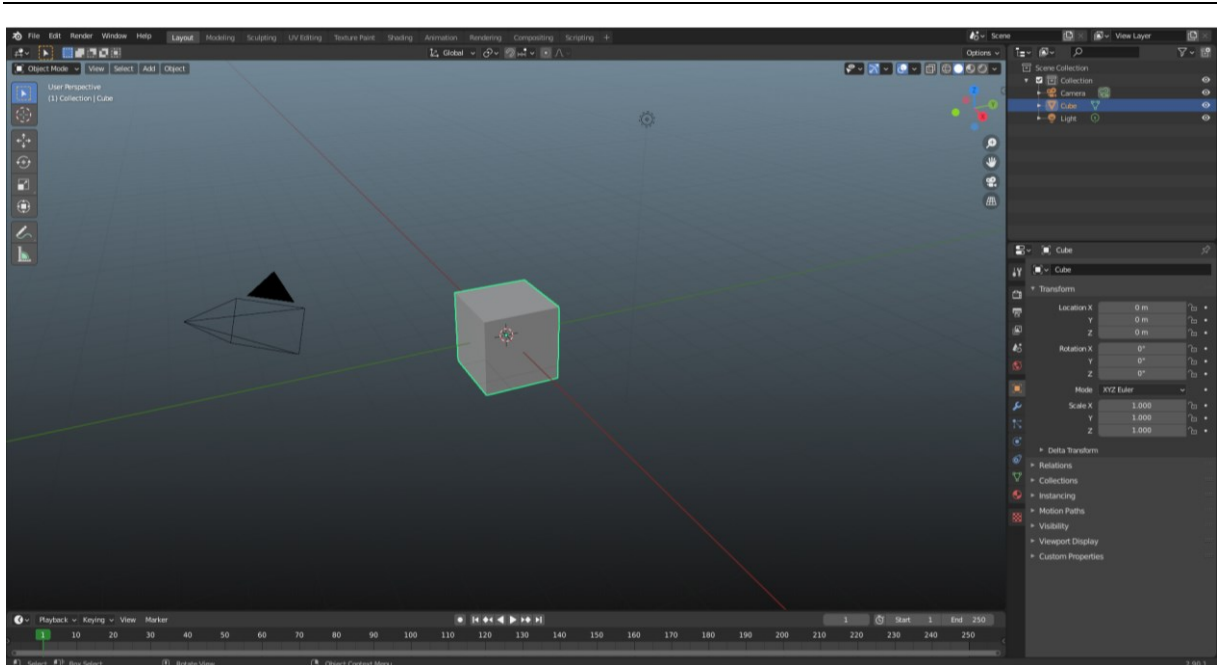 File Edit Render Window Help Layout Modeling Sculpting UV Editing Texture Paint Shading Animation Rendering Compositing Scripting + Scene View Layer
Global Options
Object Mode View Select Add Object
User Perspective
(1) Collection | Cube
Z
Y
X
Scene Collection
Collection
Camera
Cube
Light
Cube
Cube
Transform
Location X 0 m
Y 0 m
Z 0 m
Rotation X 0°
Y 0°
Z 0°
Mode XYZ Euler
Scale X 1.000
Y 1.000
Z 1.000
Delta Transform
Relations
Collections
Instancing
Motion Paths
Visibility
Viewport Display
Custom Properties
Playback Keying View Marker 1 Start 1 End 250
1 10 20 30 40 50 60 70 80 90 100 110 120 130 140 150 160 170 180 190 200 210 220 230 240 250
Select Box Select Rotate View Object Context Menu 2.90.1